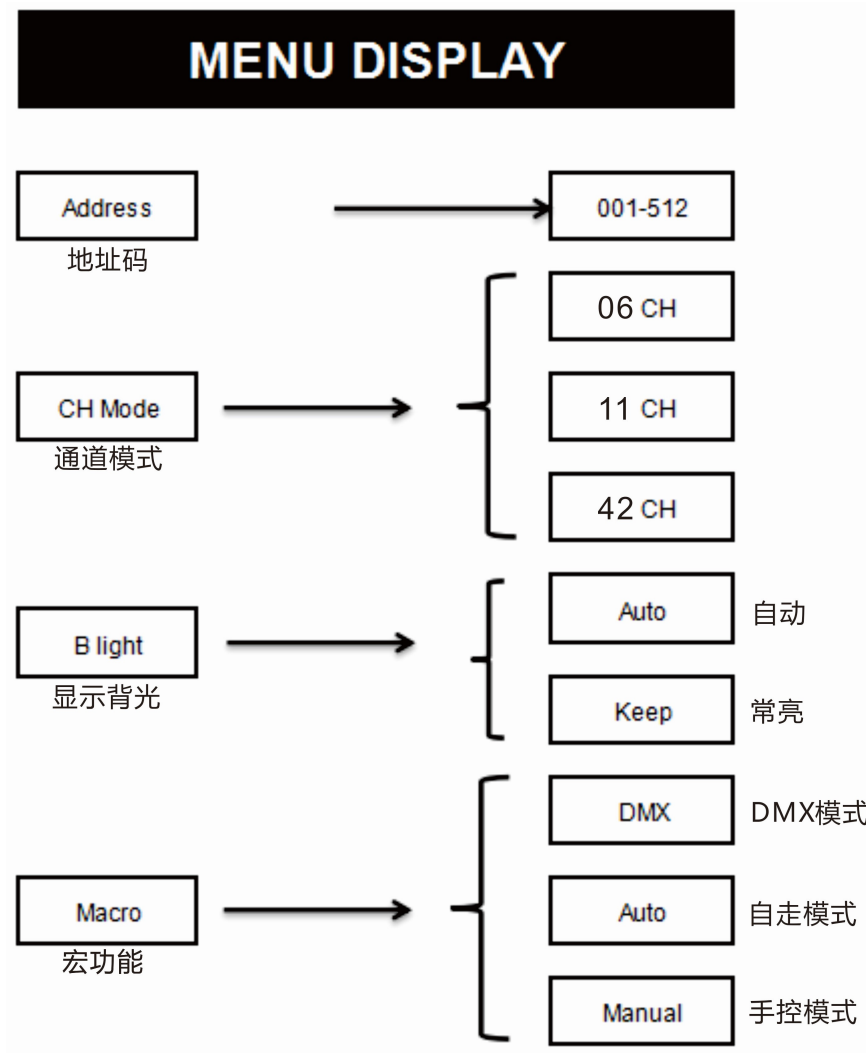 MENU DISPLAY
Address
001-512
地址码
06 CH
CH Mode
11 CH
通道模式
42 CH
Auto
自动
B light
显示背光
Keep
常亮
DMX
DMX模式
Macro
Auto
自走模式
宏功能
Manual
手控模式